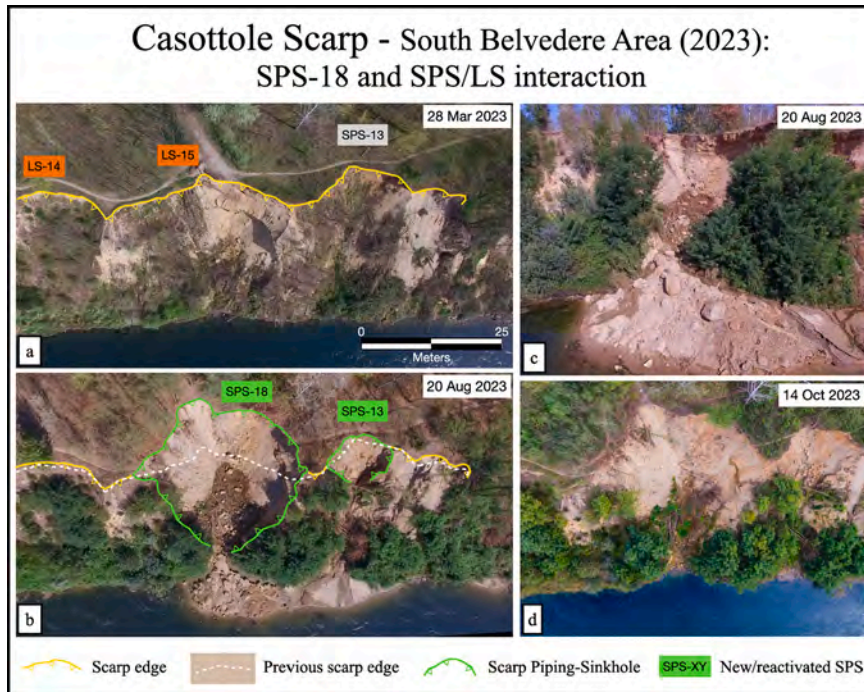 Casottole Scarp - South Belvedere Area (2023):
SPS-18 and SPS/LS interaction
28 Mar 2023
SPS-13
LS-15
LS-14
0 25
Meters
a
20 Aug 2023
c
20 Aug 2023
SPS-18
SPS-13
b
14 Oct 2023
d
Scarp edge
Previous scarp edge
Scarp Piping-Sinkhole
SPS-XY
New/reactivated SPS